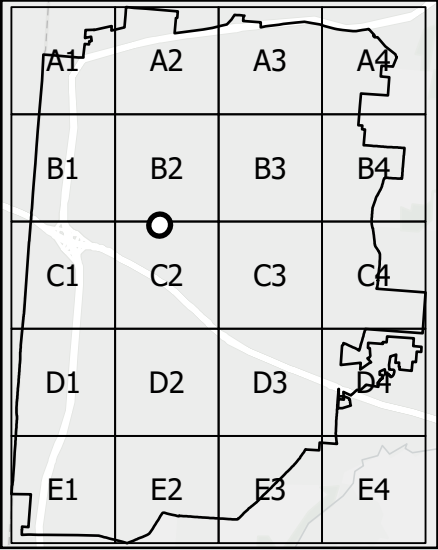 A1 A2 A3 A4
B1 B2 B3 B4
C1 C2 C3 C4
D1 D2 D3 D4
E1 E2 E3 E4